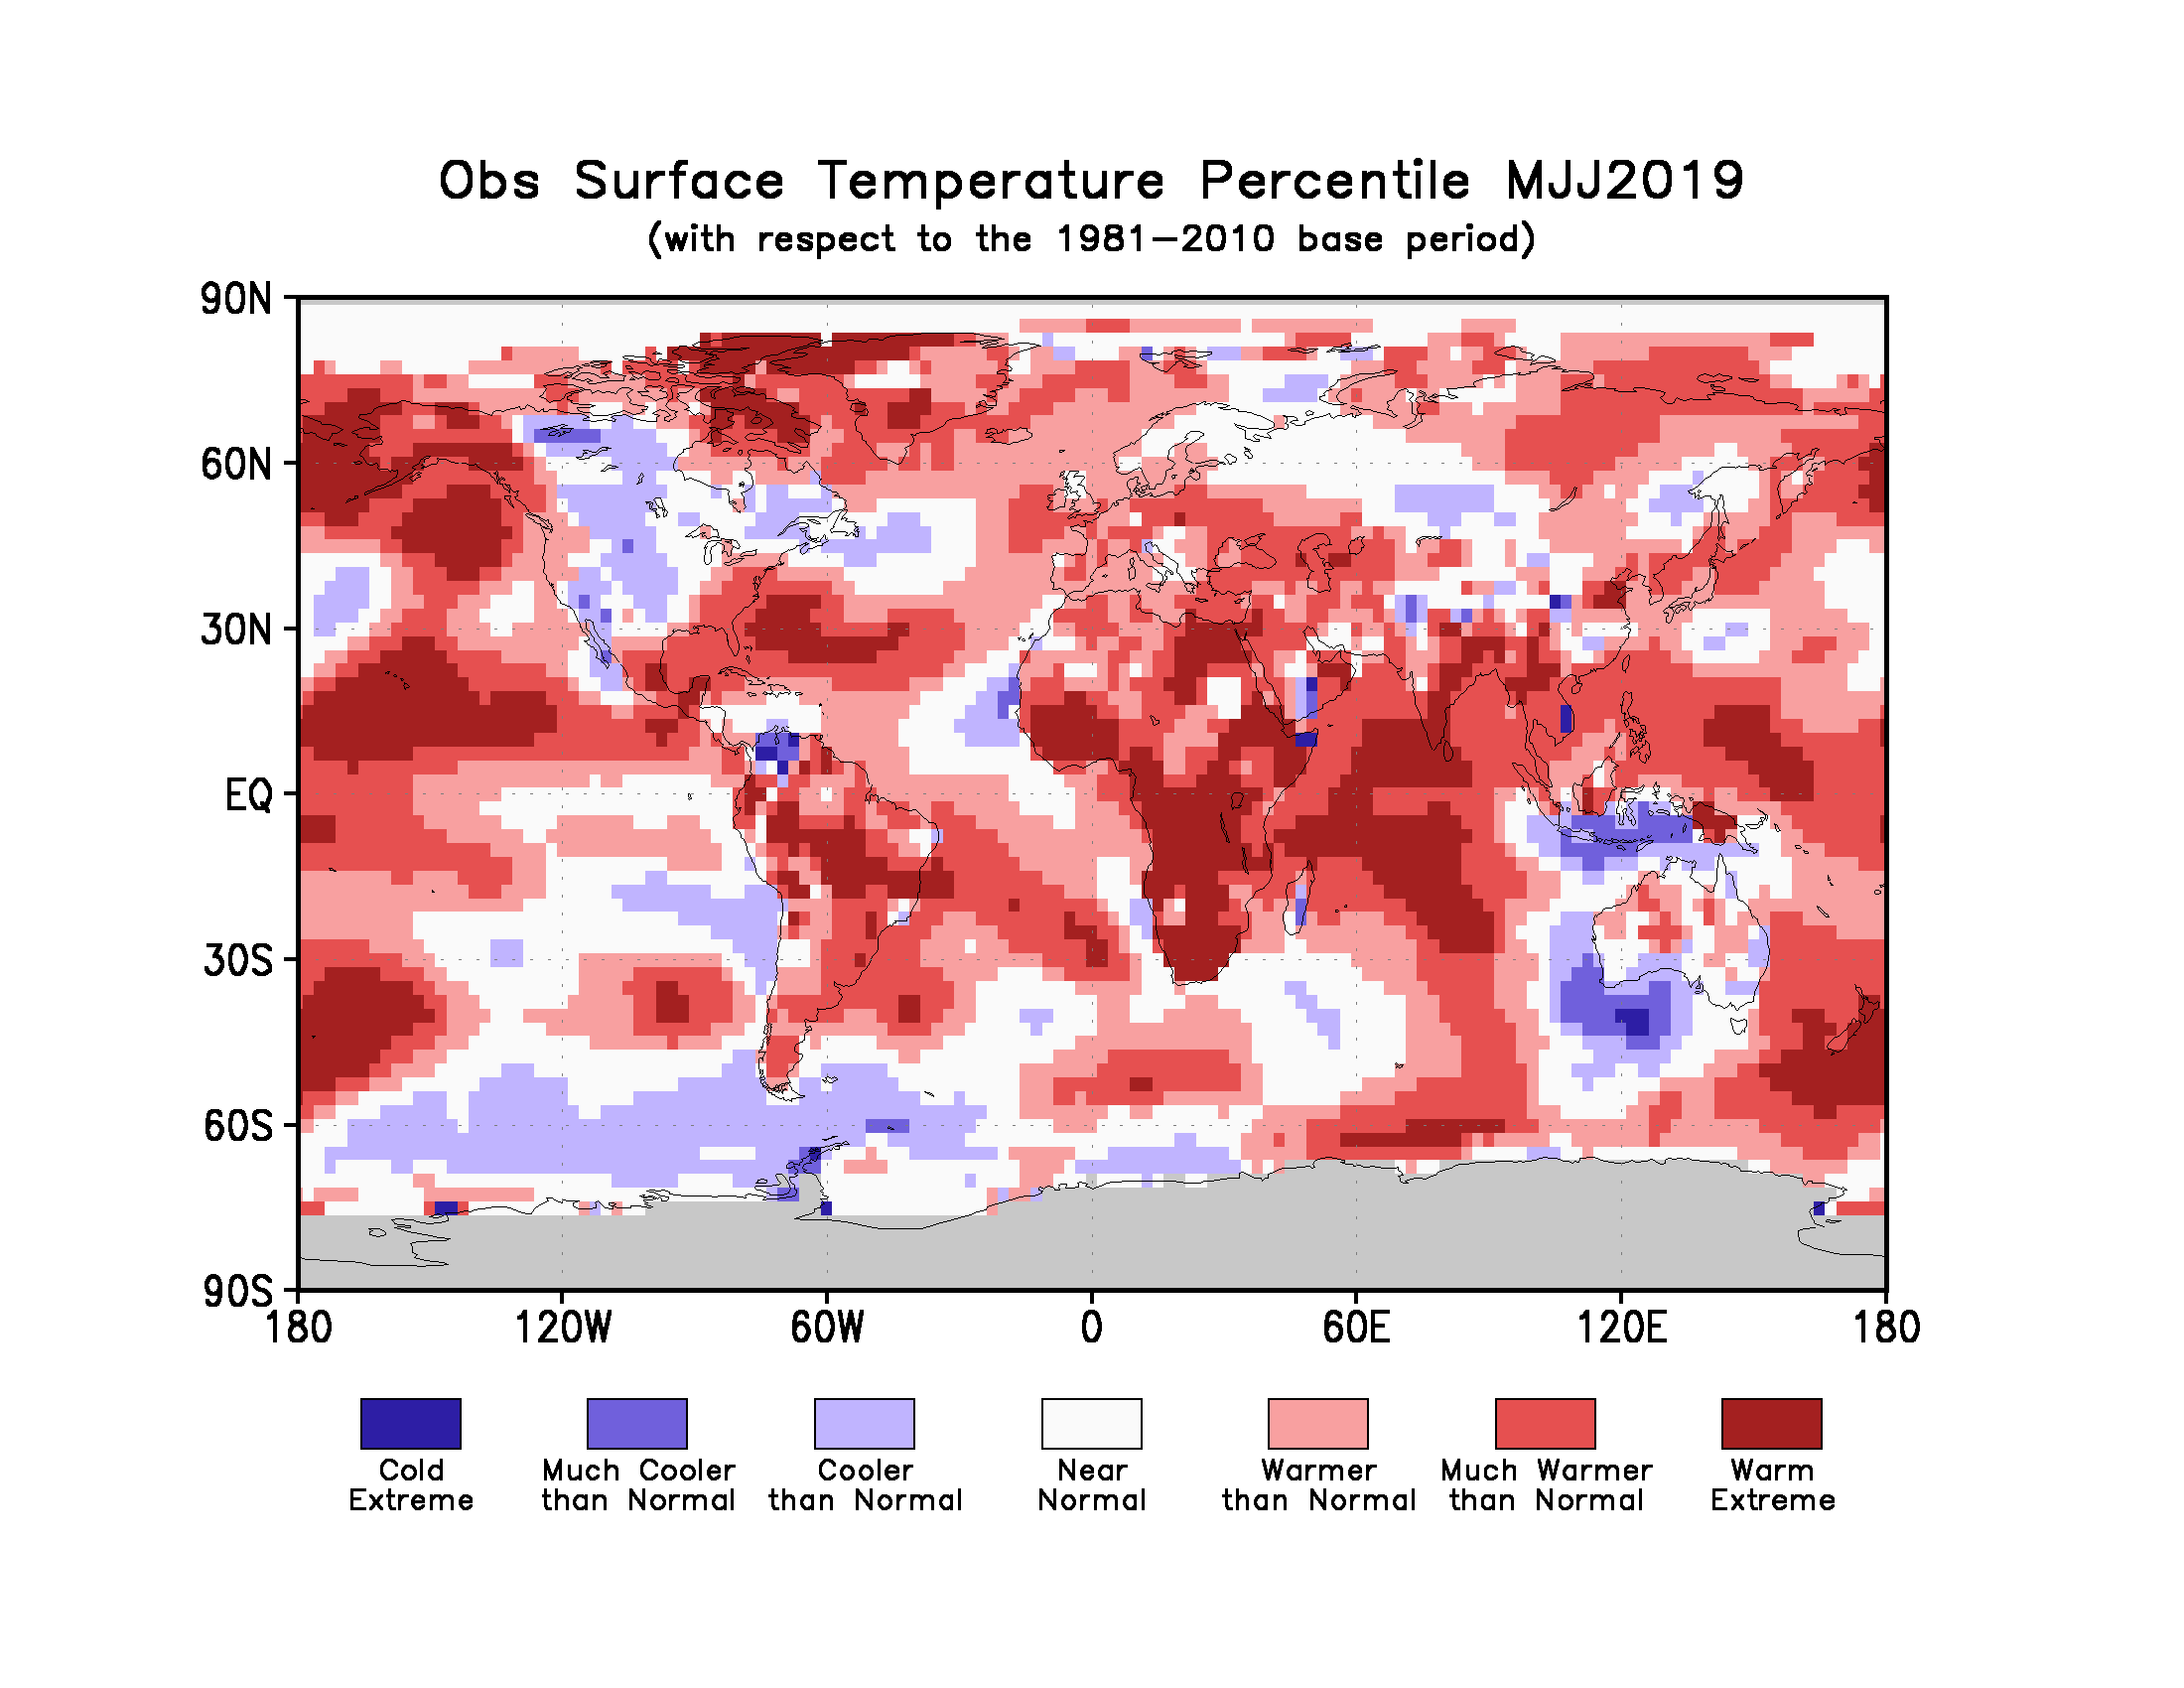 Obs Surface Temperature Percentile MJJ2019
(with respect to the 1981-2010 base period)
90N
60N
30N
EQ
30S
60S
90S
180 120W 60W 0 60E 120E 180
Cold Extreme
Much Cooler than Normal
Cooler than Normal
Near Normal
Warmer than Normal
Much Warmer than Normal
Warm Extreme